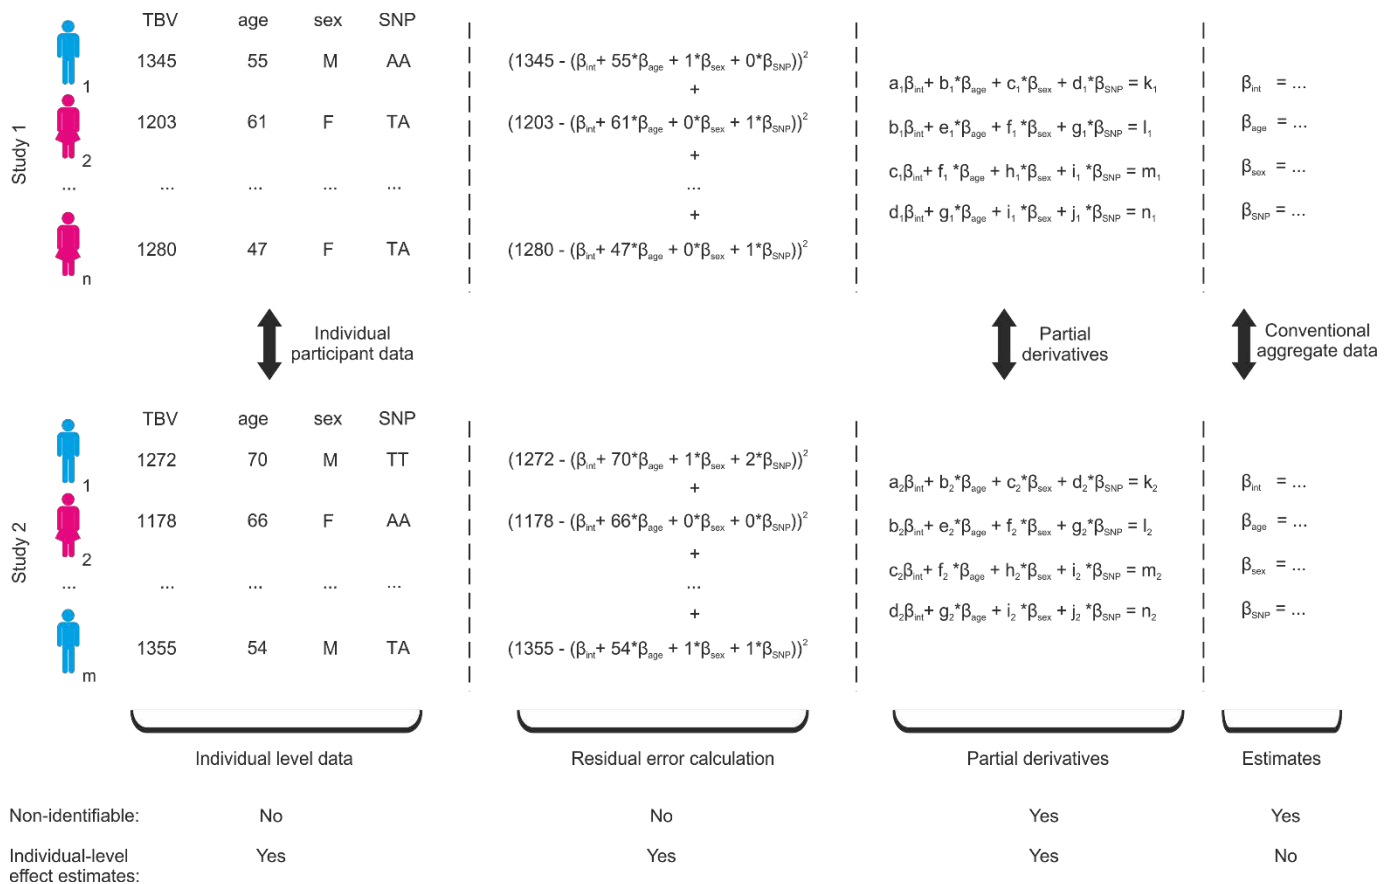 TBV age sex SNP
1345 55 M AA (1345 - (βint+ 55*βage + 1*βsex + 0*βSNP))²
1
+
a₁βint+ b₁*βage + c₁*βsex + d₁*βSNP = k₁ βint = ...
1203 61 F TA (1203 - (βint+ 61*βage + 0*βsex + 1*βSNP))²
b₁βint+ e₁*βage + f₁*βsex + g₁*βSNP = l₁ βage = ...
2
+
Study 1
c₁βint+ f₁ *βage + h₁*βsex + i₁ *βSNP = m₁ βsex = ...
... ... ... ... ... ...
+
d₁βint+ g₁*βage + i₁ *βsex + j₁ *βSNP = n₁ βSNP = ...
1280 47 F TA (1280 - (βint+ 47*βage + 0*βsex + 1*βSNP))²
n
Individual
participant data
Partial
derivatives
Conventional
aggregate data
TBV age sex SNP
1272 70 M TT (1272 - (βint+ 70*βage + 1*βsex + 2*βSNP))²
1
+
a₂βint+ b₂*βage + c₂*βsex + d₂*βSNP = k₂ βint = ...
1178 66 F AA (1178 - (βint+ 66*βage + 0*βsex + 0*βSNP))²
b₂βint+ e₂*βage + f₂*βsex + g₂*βSNP = l₂ βage = ...
2
+
Study 2
c₂βint+ f₂ *βage + h₂*βsex + i₂ *βSNP = m₂ βsex = ...
... ... ... ... ... ...
+
d₂βint+ g₂*βage + i₂ *βsex + j₂ *βSNP = n₂ βSNP = ...
1355 54 M TA (1355 - (βint+ 54*βage + 1*βsex + 1*βSNP))²
m
Individual level data Residual error calculation Partial derivatives Estimates
Non-identifiable: No No Yes Yes
Individual-level
effect estimates: Yes Yes Yes No